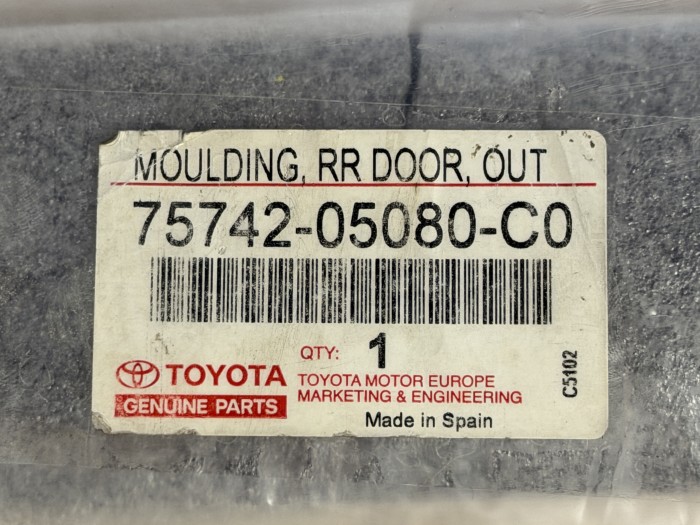 MOULDING, RR DOOR, OUT
75742-05080-C0
QTY: 1
TOYOTA
GENUINE PARTS
TOYOTA MOTOR EUROPE
MARKETING & ENGINEERING
Made in Spain
C5102